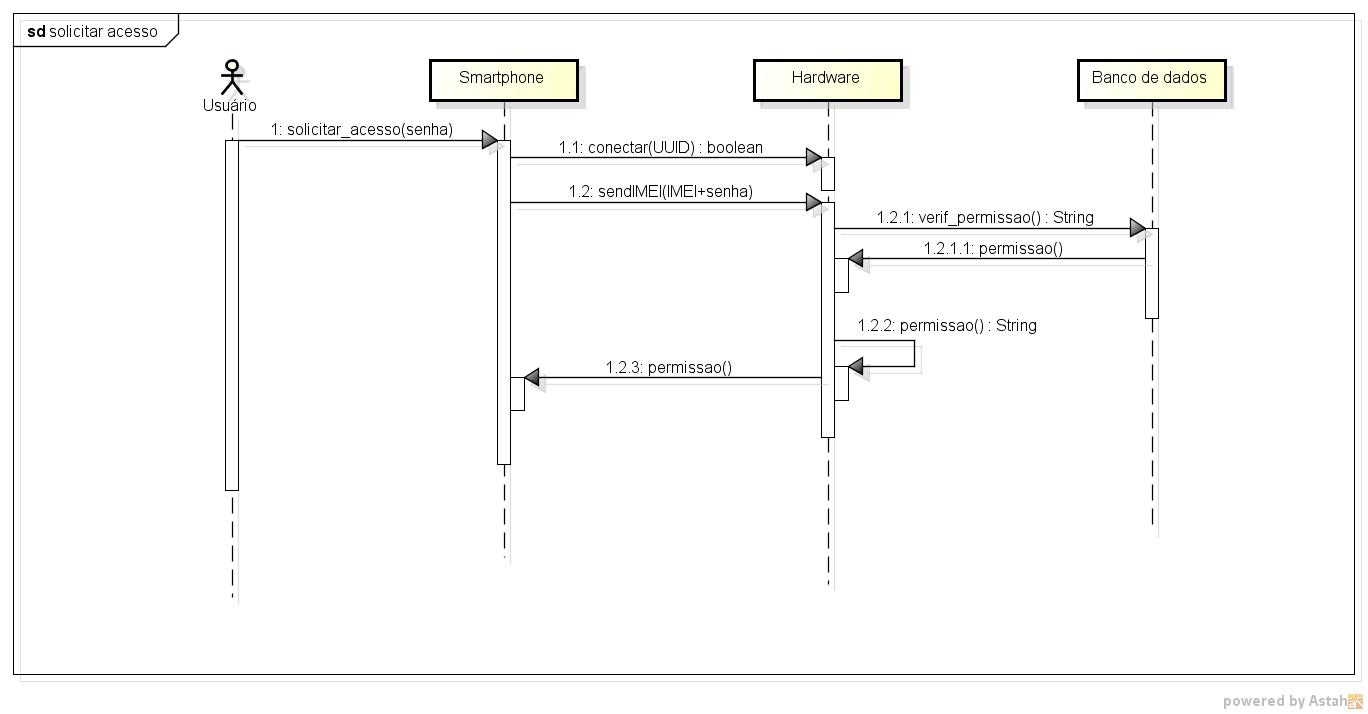 sd solicitar acesso
Smartphone
Hardware
Banco de dados
Usuário
1: solicitar_acesso(senha)
1.1: conectar(UUID) : boolean
1.2: sendIMEI(IMEI+senha)
1.2.1: verif_permissao() : String
1.2.1.1: permissao()
1.2.2: permissao() : String
1.2.3: permissao()
powered by Astah